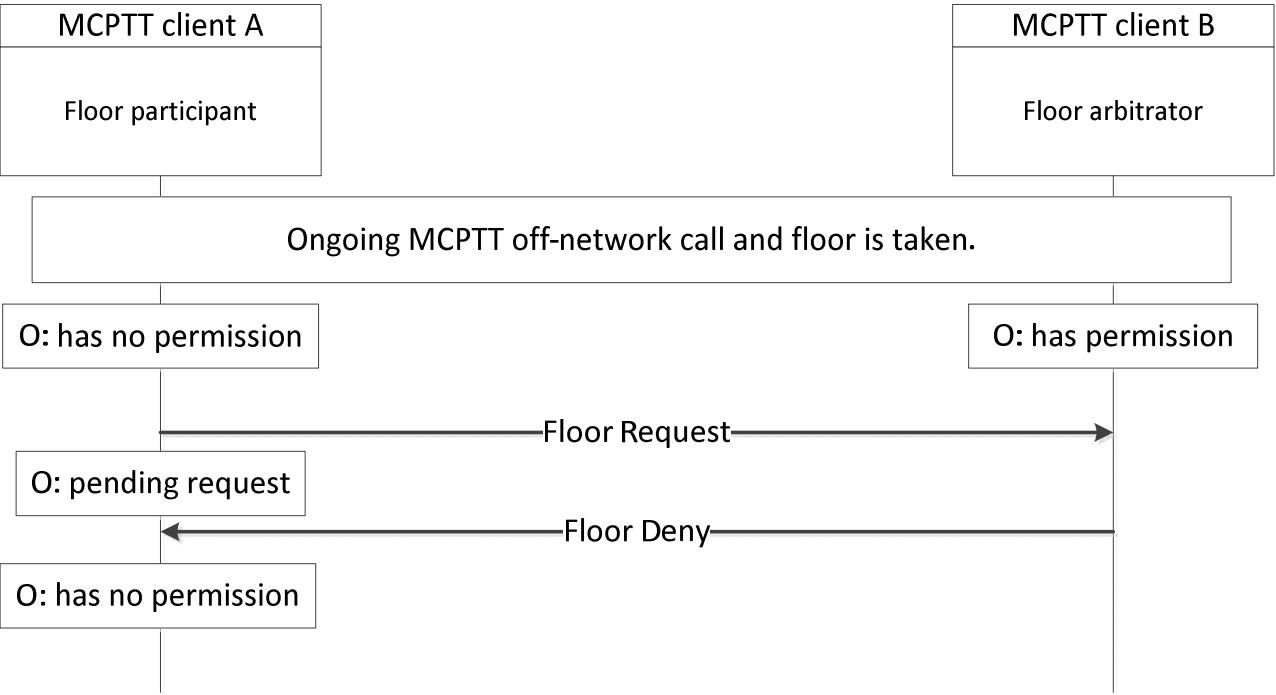 MCPTT client A
MCPTT client B
Floor participant
Floor arbitrator
Ongoing MCPTT off-network call and floor is taken.
O: has no permission
O: has permission
Floor Request
O: pending request
Floor Deny
O: has no permission